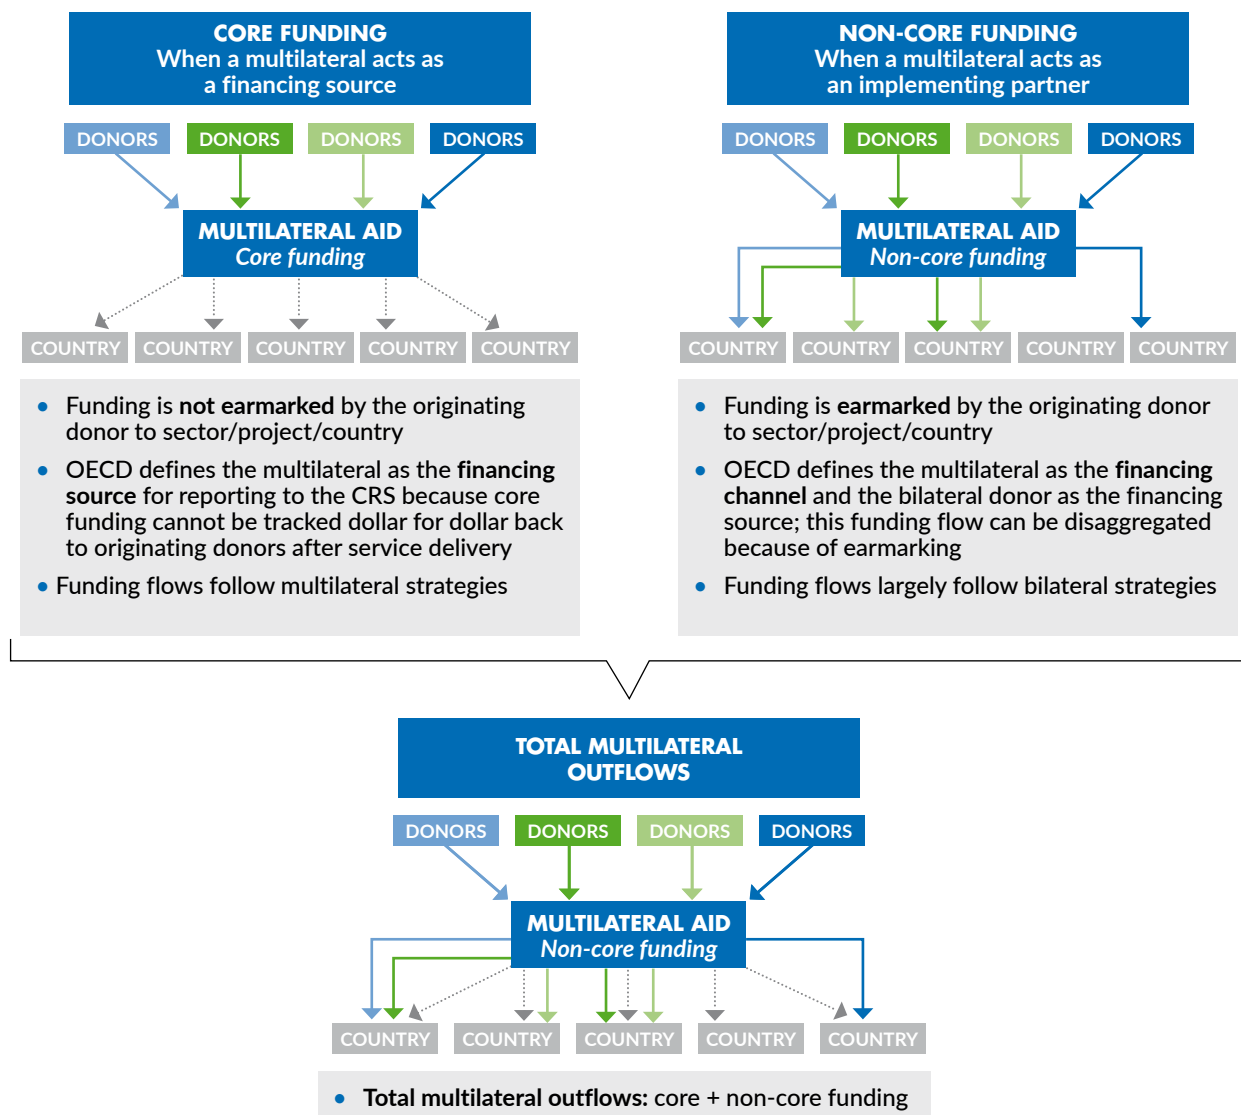 CORE FUNDING
When a multilateral acts as
a financing source
DONORS
DONORS
DONORS
DONORS
MULTILATERAL AID
Core funding
COUNTRY
COUNTRY
COUNTRY
COUNTRY
COUNTRY
• Funding is not earmarked by the originating
donor to sector/project/country
• OECD defines the multilateral as the financing
source for reporting to the CRS because core
funding cannot be tracked dollar for dollar back
to originating donors after service delivery
• Funding flows follow multilateral strategies
NON-CORE FUNDING
When a multilateral acts as
an implementing partner
DONORS
DONORS
DONORS
DONORS
MULTILATERAL AID
Non-core funding
COUNTRY
COUNTRY
COUNTRY
COUNTRY
COUNTRY
• Funding is earmarked by the originating donor
to sector/project/country
• OECD defines the multilateral as the financing
channel and the bilateral donor as the financing
source; this funding flow can be disaggregated
because of earmarking
• Funding flows largely follow bilateral strategies
TOTAL MULTILATERAL
OUTFLOWS
DONORS
DONORS
DONORS
DONORS
MULTILATERAL AID
Non-core funding
COUNTRY
COUNTRY
COUNTRY
COUNTRY
COUNTRY
• Total multilateral outflows: core + non-core funding